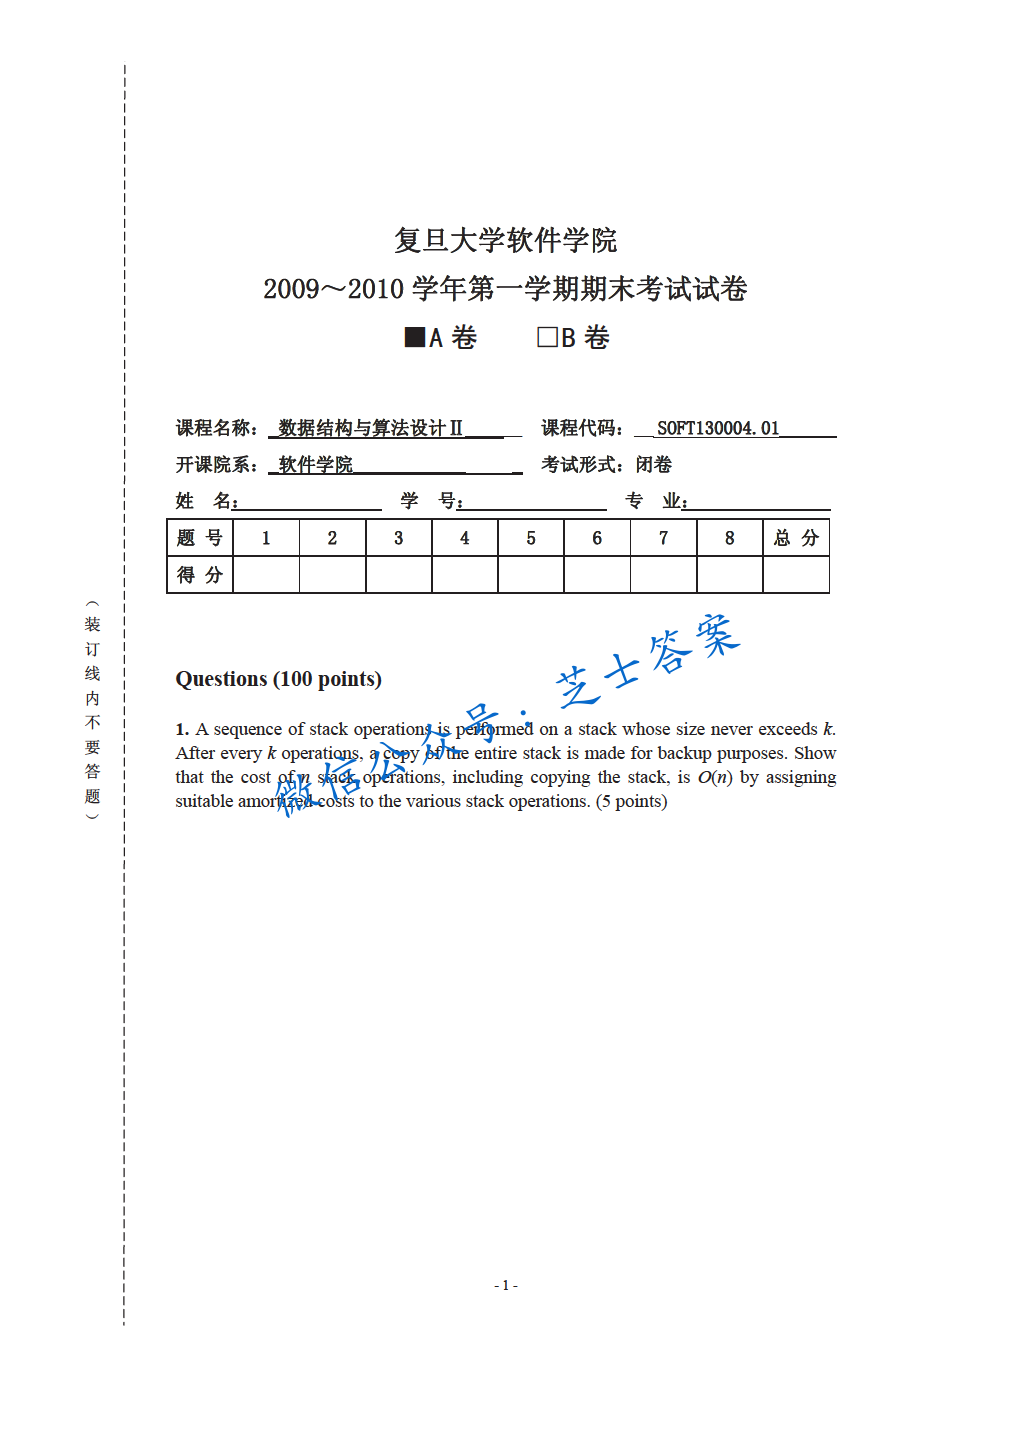 复旦大学软件学院
2009～2010 学年第一学期期末考试试卷
■A 卷 □B 卷
课程名称： 数据结构与算法设计Ⅱ 课程代码： SOFT130004.01
开课院系： 软件学院 考试形式：闭卷
姓 名： 学 号： 专 业：
题 号 1 2 3 4 5 6 7 8 总 分
得 分
（装订线内不要答题）
Questions (100 points)
1. A sequence of stack operations is performed on a stack whose size never exceeds k.
After every k operations, a copy of the entire stack is made for backup purposes. Show
that the cost of n stack operations, including copying the stack, is O(n) by assigning
suitable amortized costs to the various stack operations. (5 points)
微信公众号：芝士答案
- 1 -